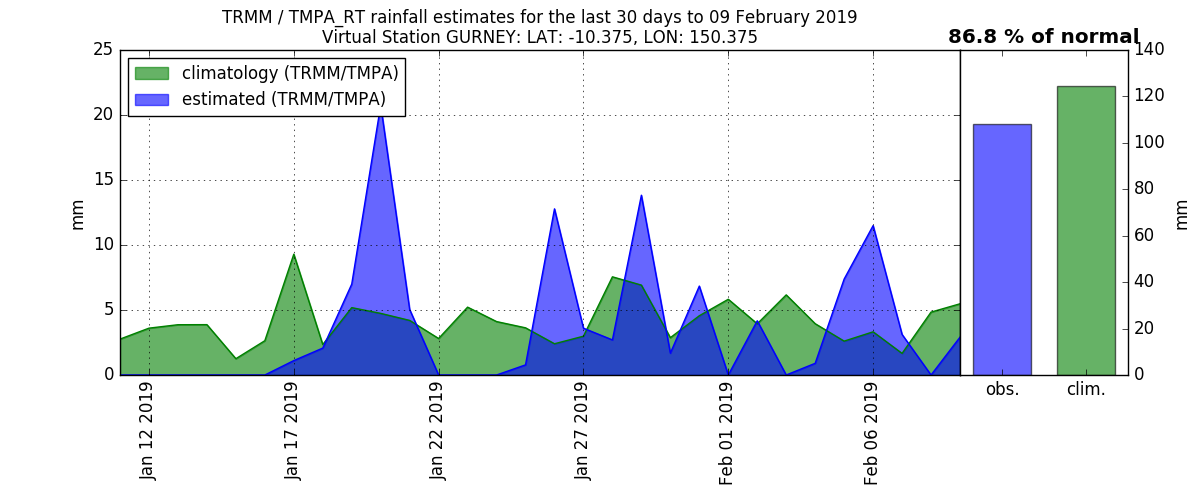 TRMM / TMPA_RT rainfall estimates for the last 30 days to 09 February 2019
Virtual Station GURNEY: LAT: -10.375, LON: 150.375
86.8 % of normal
climatology (TRMM/TMPA)
estimated (TRMM/TMPA)
25
20
15
10
5
0
mm
Jan 12 2019
Jan 17 2019
Jan 22 2019
Jan 27 2019
Feb 01 2019
Feb 06 2019
obs.
clim.
140
120
100
80
60
40
20
0
mm